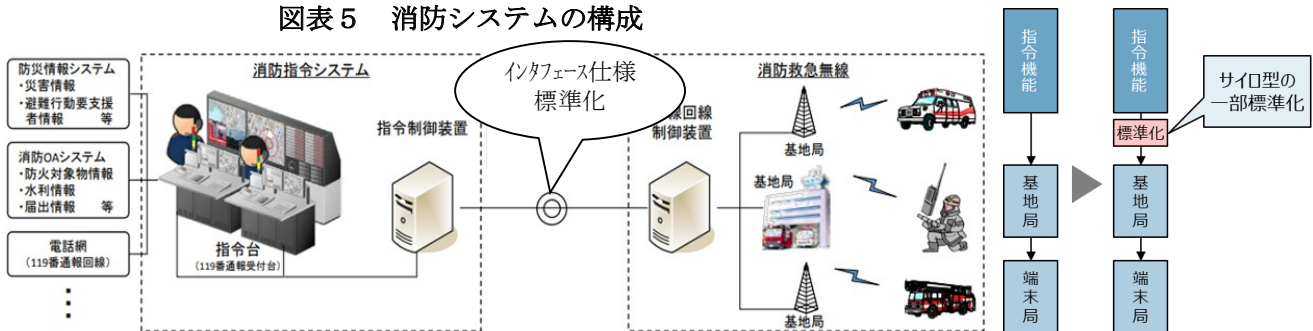 図表５　消防システムの構成
防災情報システム
・災害情報
・避難行動要支援
者情報　　等
消防OAシステム
・防火対象物情報
・水利情報
・届出情報　　等
電話網
（119番通報回線）
消防指令システム
指令制御装置
指令台
（119番通報受付台）
インタフェース仕様
標準化
消防救急無線
線回線
制御装置
基地局
基地局
基地局
指令機能
基地局
端末局
指令機能
標準化
基地局
端末局
サイロ型の
一部標準化